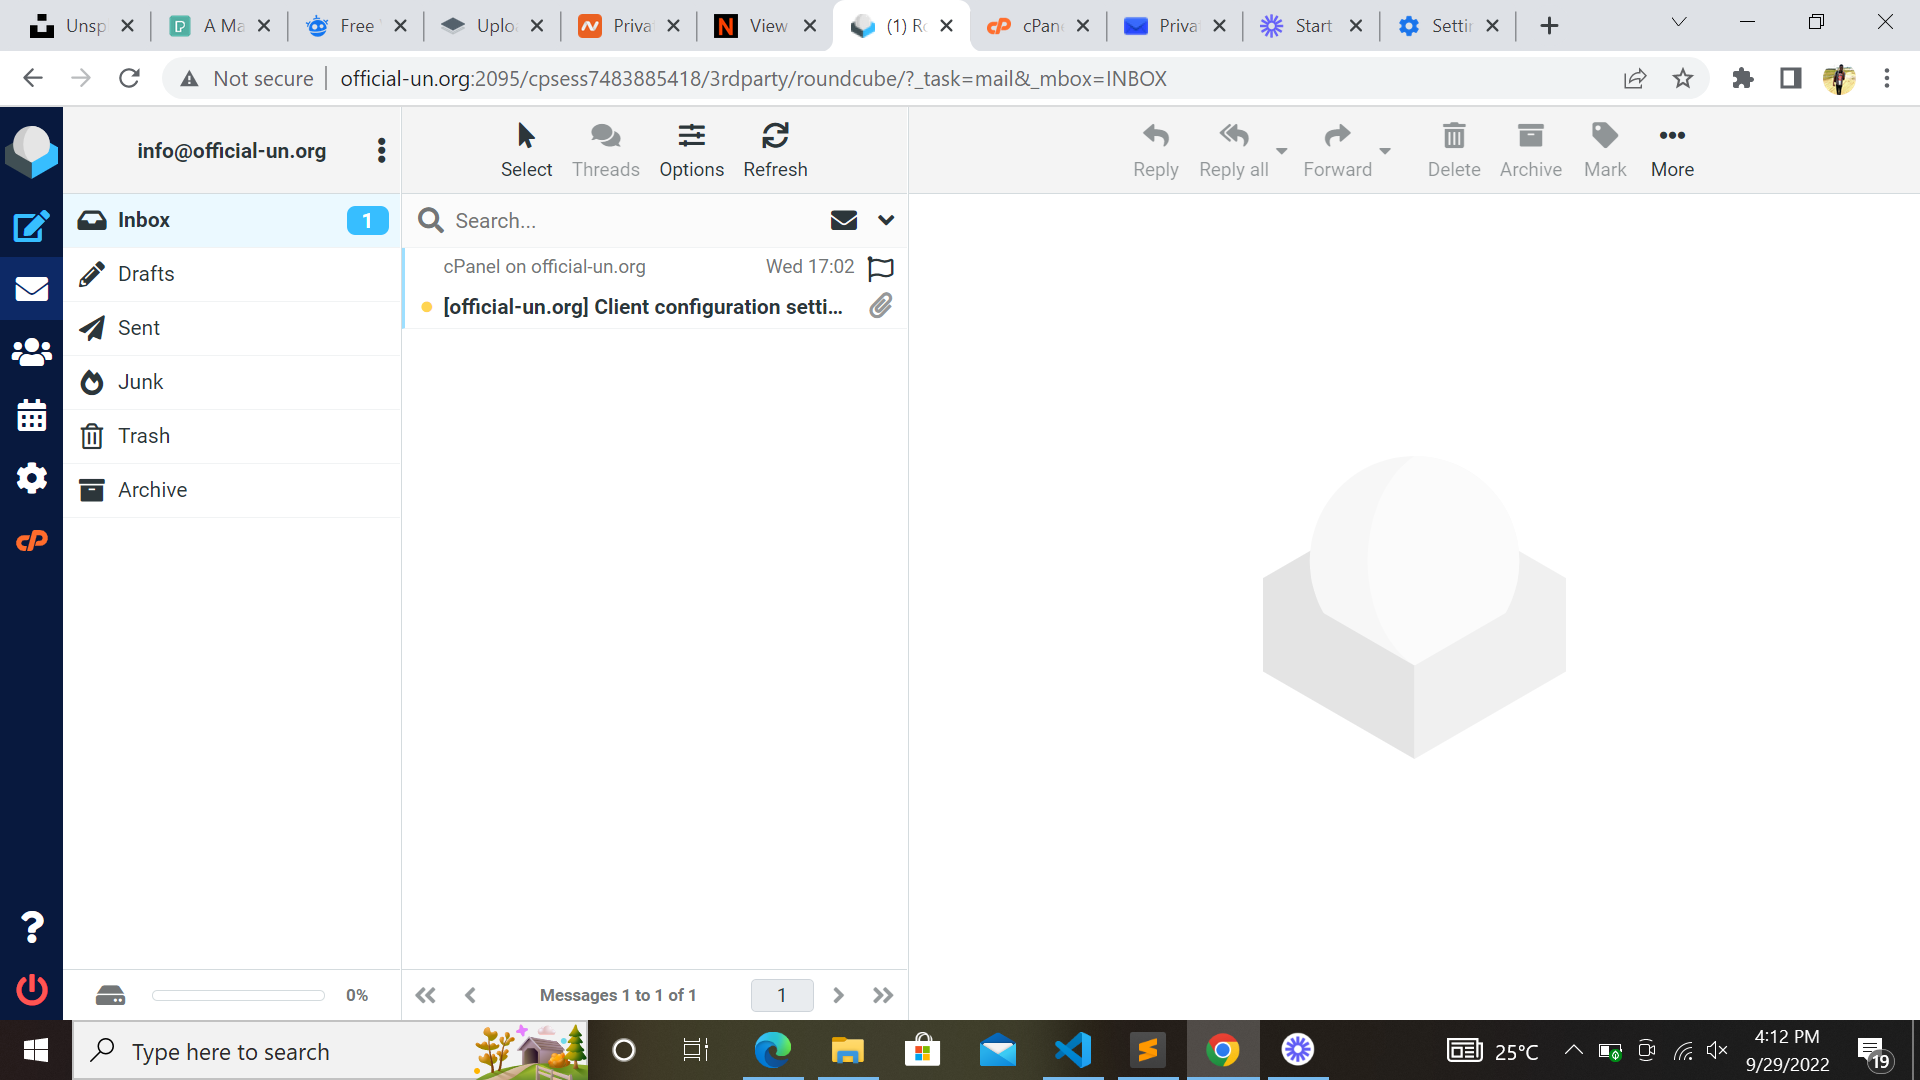 Unsp
A Ma
Free
Uplo
Priva
View
(1) Ro
cPan
Priva
Start
Settin
Not secure
official-un.org:2095/cpsess7483885418/3rdparty/roundcube/?_task=mail&_mbox=INBOX
info@official-un.org
Select
Threads
Options
Refresh
Reply
Reply all
Forward
Delete
Archive
Mark
More
Inbox
1
Drafts
Sent
Junk
Trash
Archive
Search...
cPanel on official-un.org
Wed 17:02
[official-un.org] Client configuration setti...
0%
Messages 1 to 1 of 1
1
Type here to search
25°C
4:12 PM
9/29/2022
19